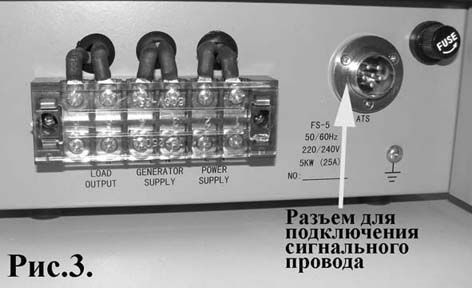 FUSE
ATS
FS-5
50/60Hz
220/240V
5KW (25A)
NO:
LOAD OUTPUT
GENERATOR SUPPLY
POWER SUPPLY
Разъем для
подключения
сигнального
провода
Рис.3.